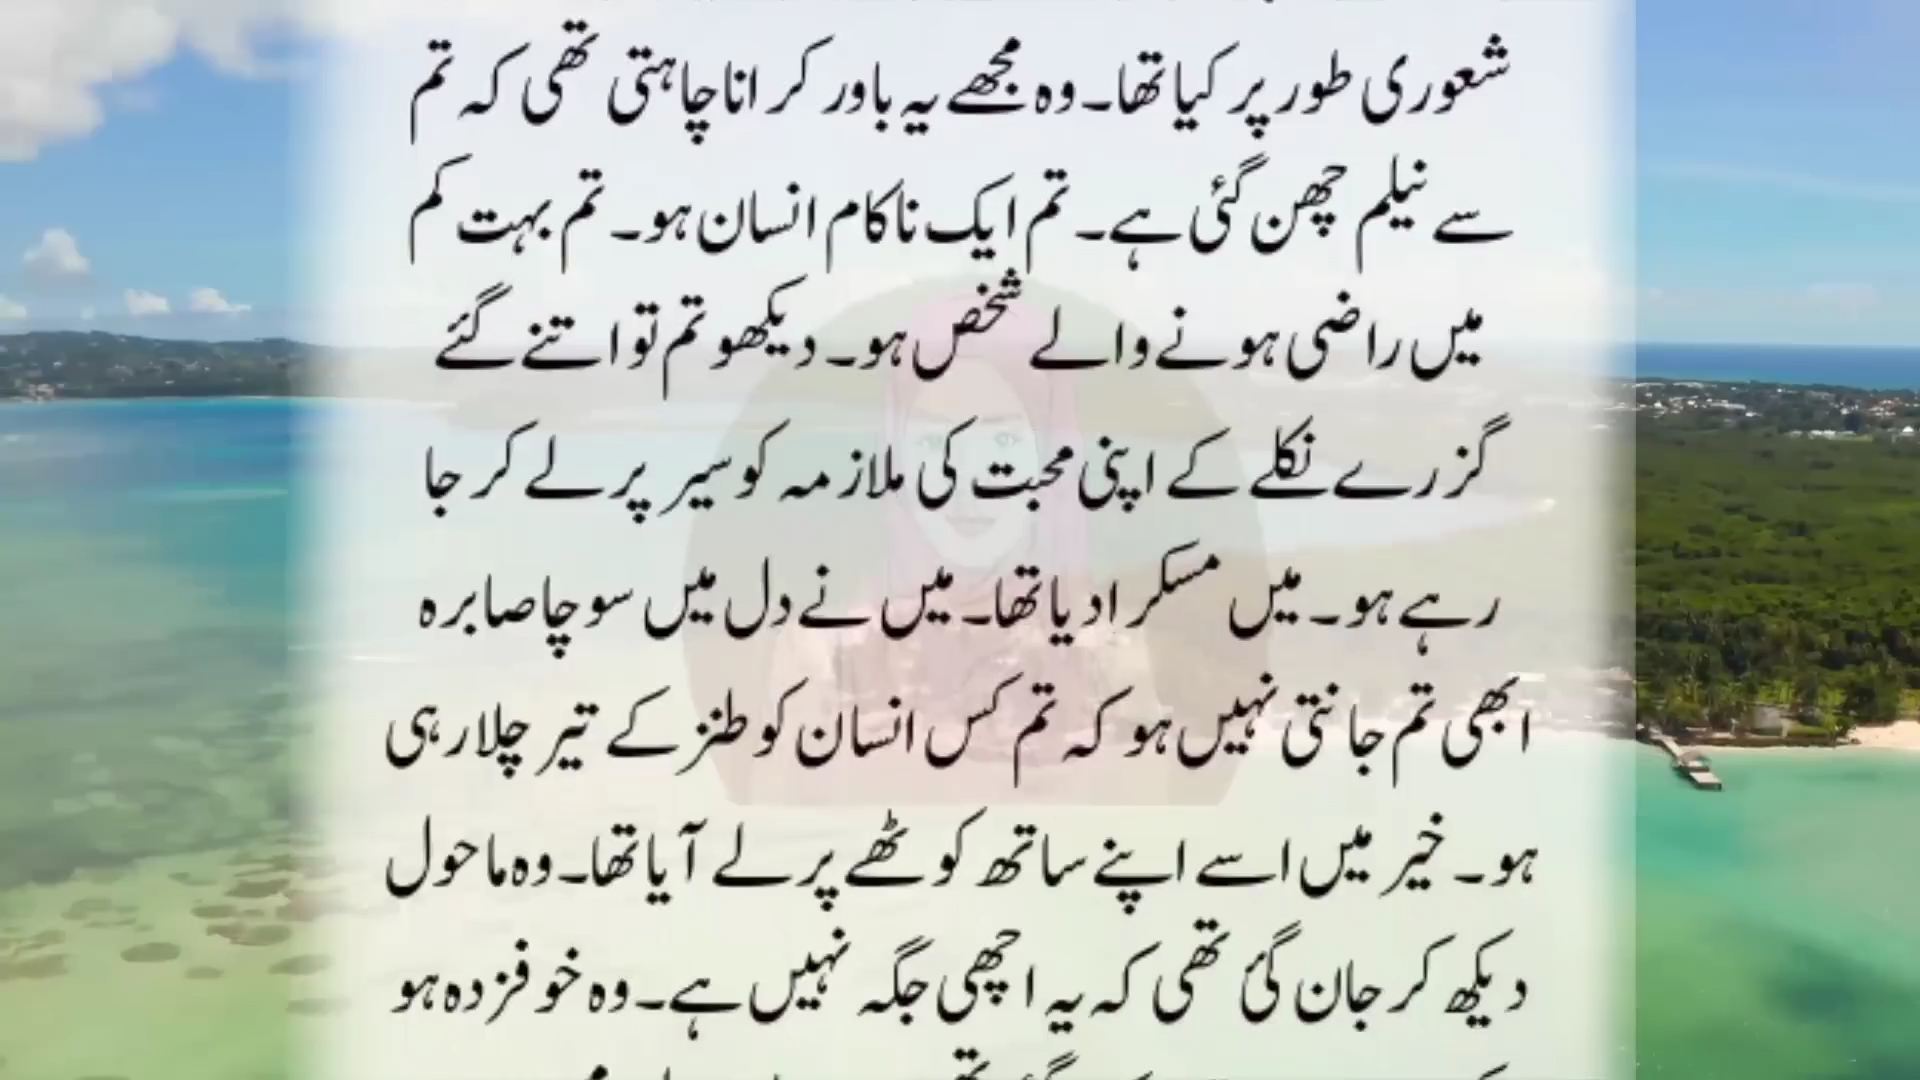 شعوری طور پر کیا تھا۔ وہ مجھے یہ باور کرانا چاہتی تھی کہ تم
سے نیلم چھن گئی ہے۔ تم ایک ناکام انسان ہو۔ تم بہت کم
میں راضی ہونے والے شخص ہو۔ دیکھو تم تو اتنے گئے
گزرے نکلے کے اپنی محبت کی ملازمہ کو سیر پر لے کر جا
رہے ہو۔ میں مسکرا دیا تھا۔ میں نے دل میں سوچا صابرہ
ابھی تم جانتی نہیں ہو کہ تم کس انسان کو طنز کے تیر چلا رہی
ہو۔ خیر میں اسے اپنے ساتھ کوٹھے پر لے آیا تھا۔ وہ ماحول
دیکھ کر جان گئ تھی کہ یہ اچھی جگہ نہیں ہے۔ وہ خوفزدہ ہو